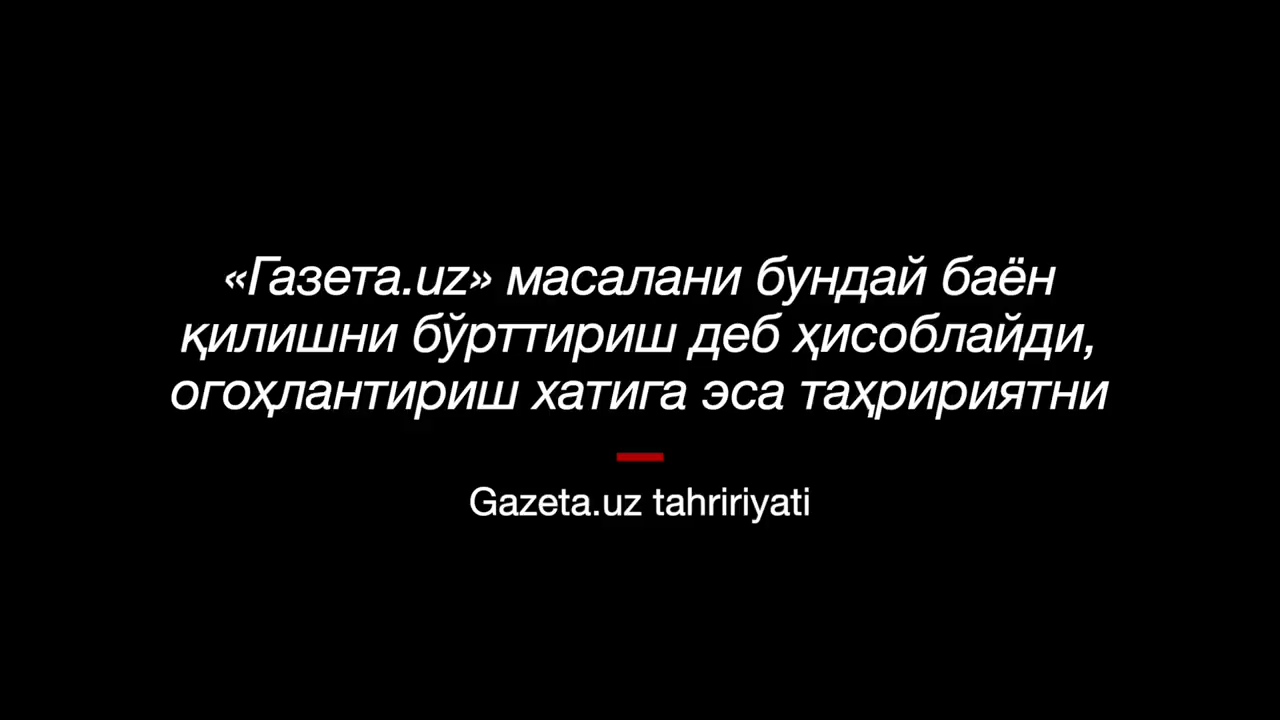 «Газета.uz» масалани бундай баён
қилишни бўрттириш деб ҳисоблайди,
огоҳлантириш хатига эса таҳририятни
Gazeta.uz tahririyati